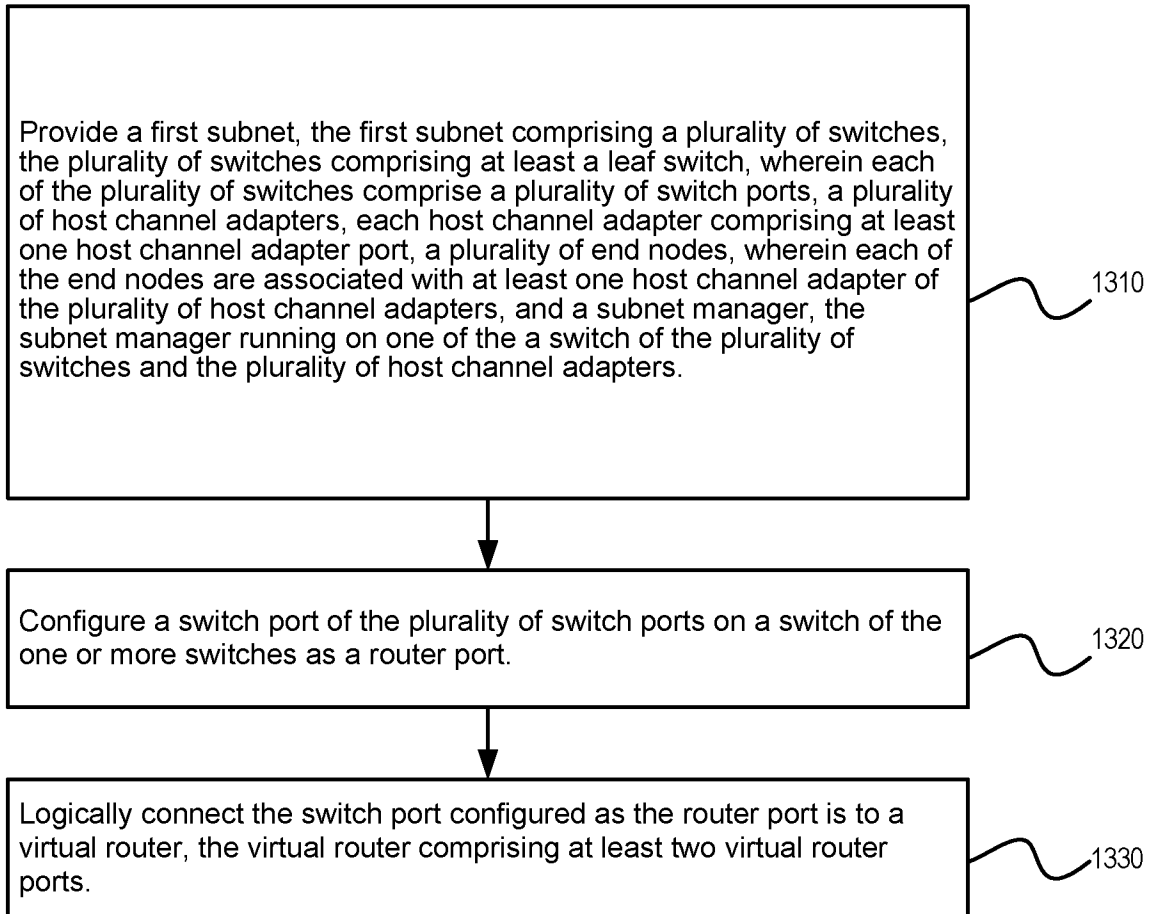 Provide a first subnet, the first subnet comprising a plurality of switches,
the plurality of switches comprising at least a leaf switch, wherein each
of the plurality of switches comprise a plurality of switch ports, a plurality
of host channel adapters, each host channel adapter comprising at least
one host channel adapter port, a plurality of end nodes, wherein each of
the end nodes are associated with at least one host channel adapter of
the plurality of host channel adapters, and a subnet manager, the
subnet manager running on one of the a switch of the plurality of
switches and the plurality of host channel adapters.
1310
Configure a switch port of the plurality of switch ports on a switch of the
one or more switches as a router port.
1320
Logically connect the switch port configured as the router port is to a
virtual router, the virtual router comprising at least two virtual router
ports.
1330